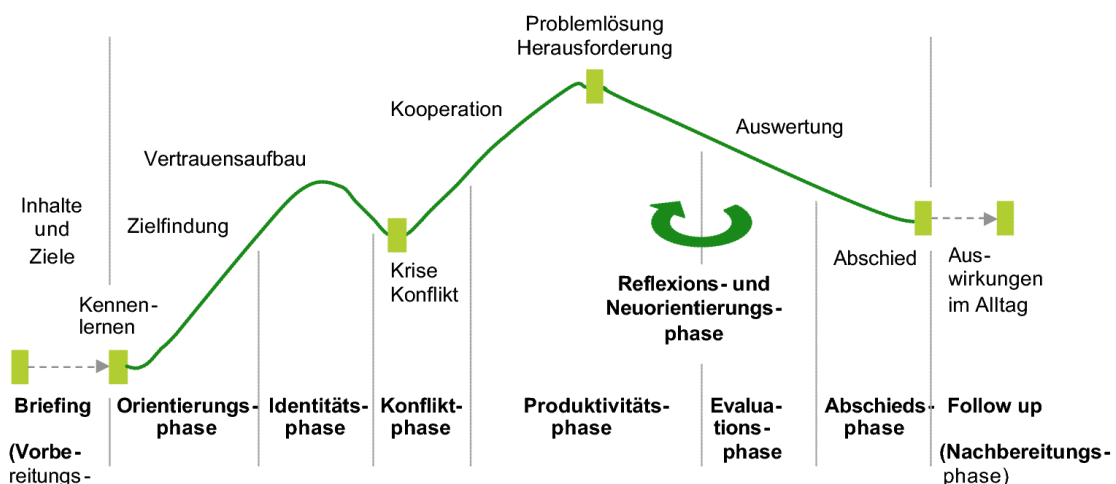 Problemlösung
Herausforderung
Kooperation
Auswertung
Vertrauensaufbau
Inhalte
und
Ziele
Zielfindung
Krise
Konflikt
Abschied
Aus-
wirkungen
im Alltag
Kennen-
lernen
Reflexions- und
Neuorientierungs-
phase
Briefing
(Vorbe-
reitungs-
Orientierungs-
phase
Identitäts-
phase
Konflikt-
phase
Produktivitäts-
phase
Evalua-
tionsphase
Abschieds-
phase
Follow up
(Nachbereitungs-
phase)